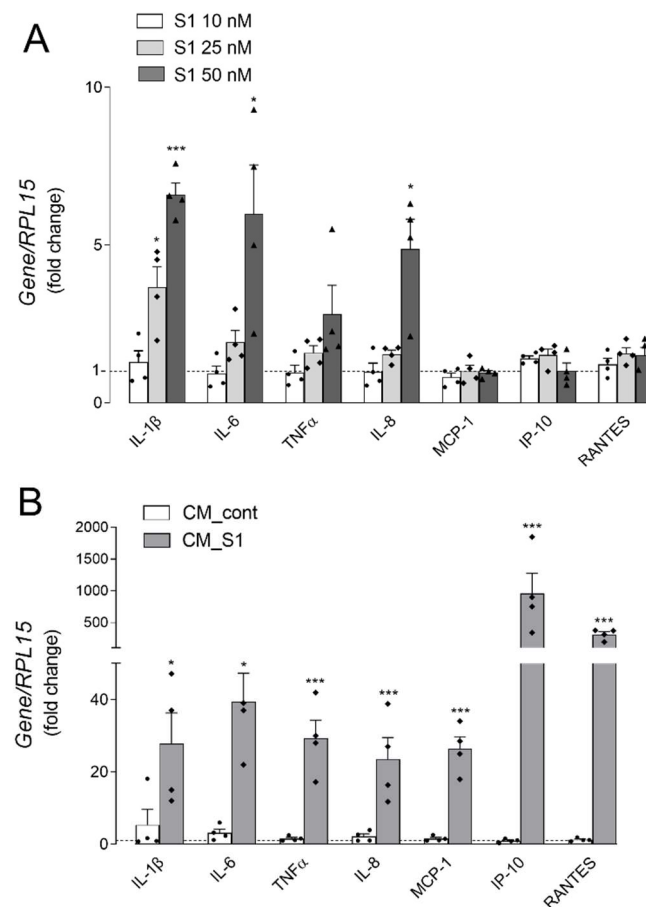 A
S1 10 nM
S1 25 nM
S1 50 nM
Gene/RPL15
(fold change)
10
5
1
0
*
***
*
*
IL-1β
IL-6
TNFα
IL-8
MCP-1
IP-10
RANTES
B
CM_cont
CM_S1
Gene/RPL15
(fold change)
2000
1500
1000
500
40
20
0
*
*
***
***
***
***
***
IL-1β
IL-6
TNFα
IL-8
MCP-1
IP-10
RANTES